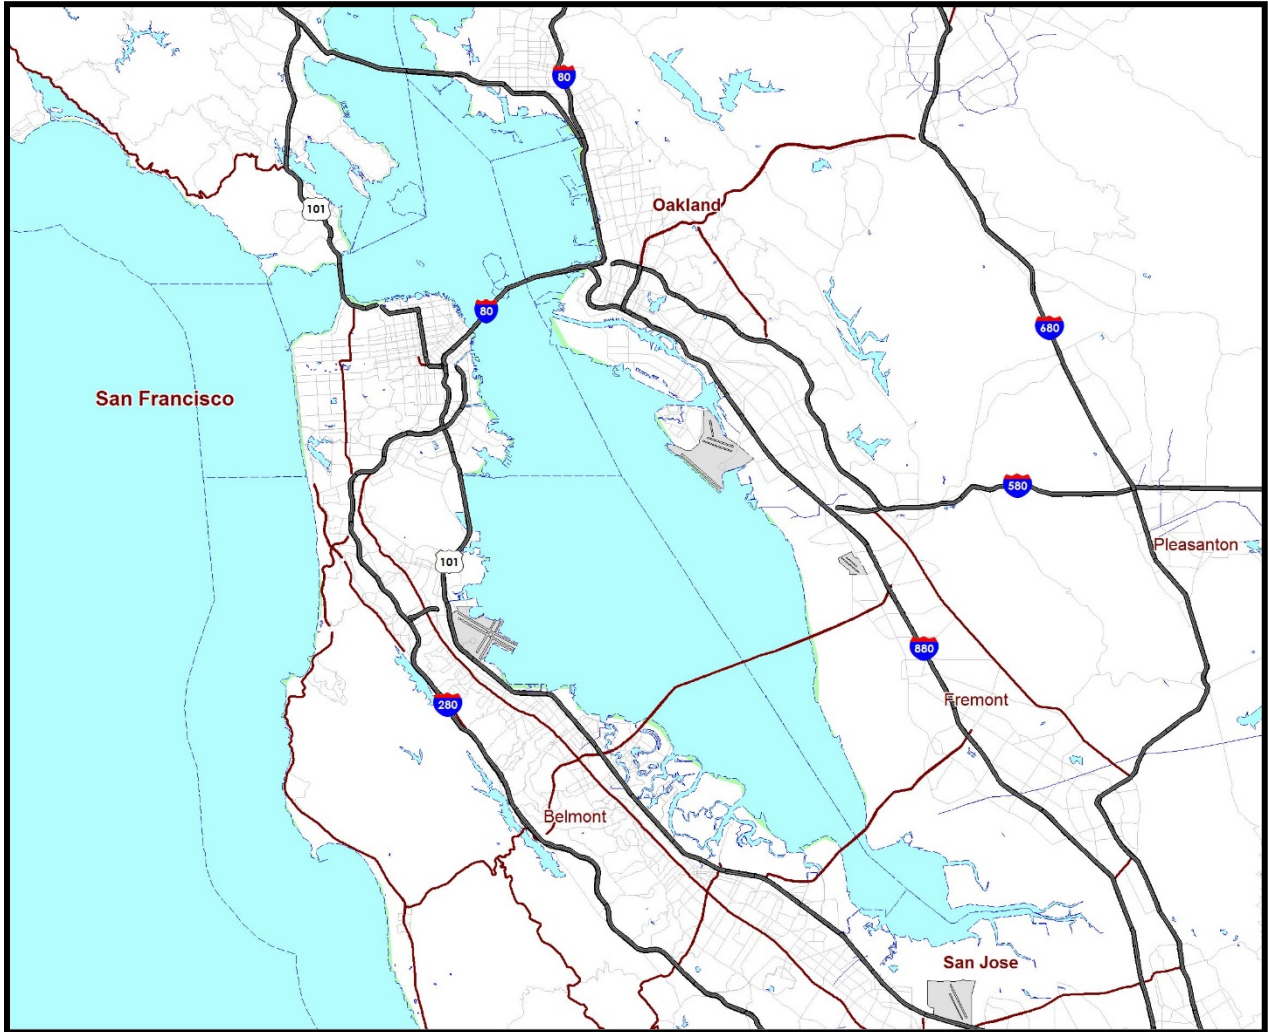 80
Oakland
101
80
680
San Francisco
580
Pleasanton
101
880
Fremont
280
Belmont
San Jose